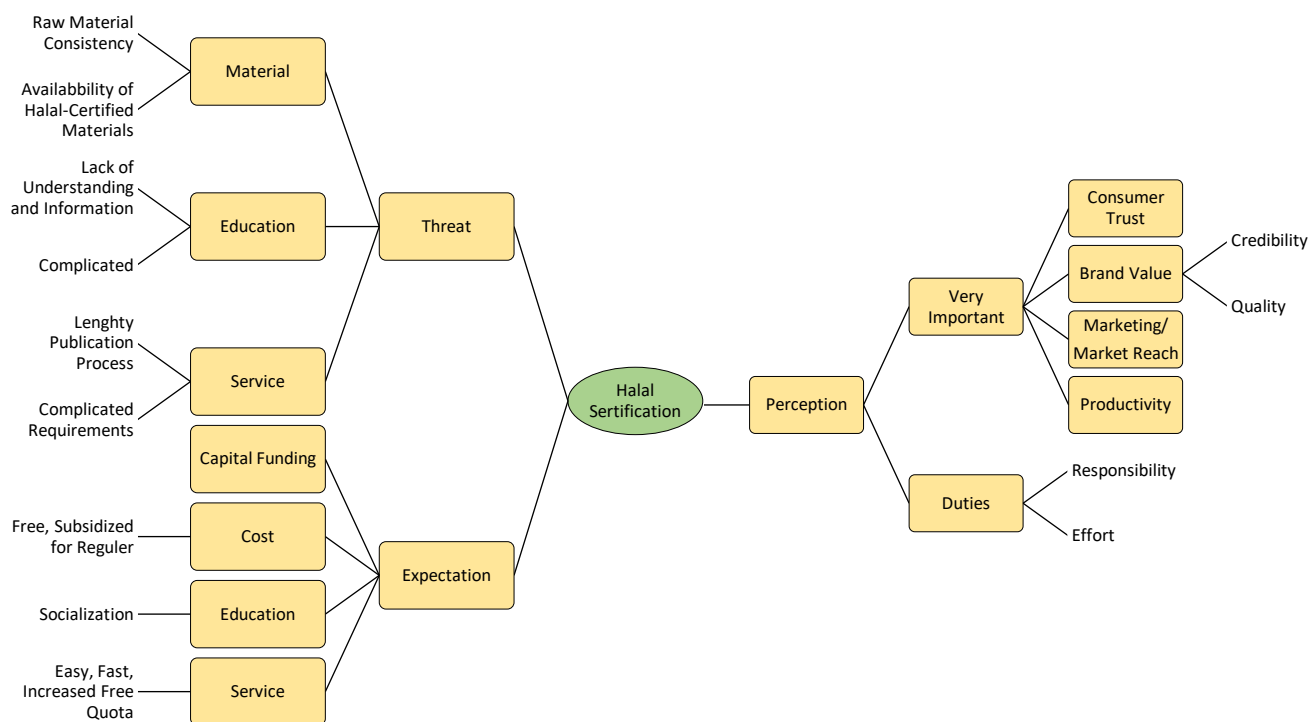 Raw Material
Consistency
Material
Availabbility of
Halal-Certified
Materials
Lack of
Understanding
and Information
Education
Complicated
Threat
Lenghty
Publication
Process
Service
Complicated
Requirements
Capital Funding
Free, Subsidized
for Reguler
Cost
Expectation
Socialization
Education
Easy, Fast,
Increased Free
Quota
Service
Halal
Sertification
Perception
Very
Important
Consumer
Trust
Brand Value
Credibility
Quality
Marketing/
Market Reach
Productivity
Duties
Responsibility
Effort